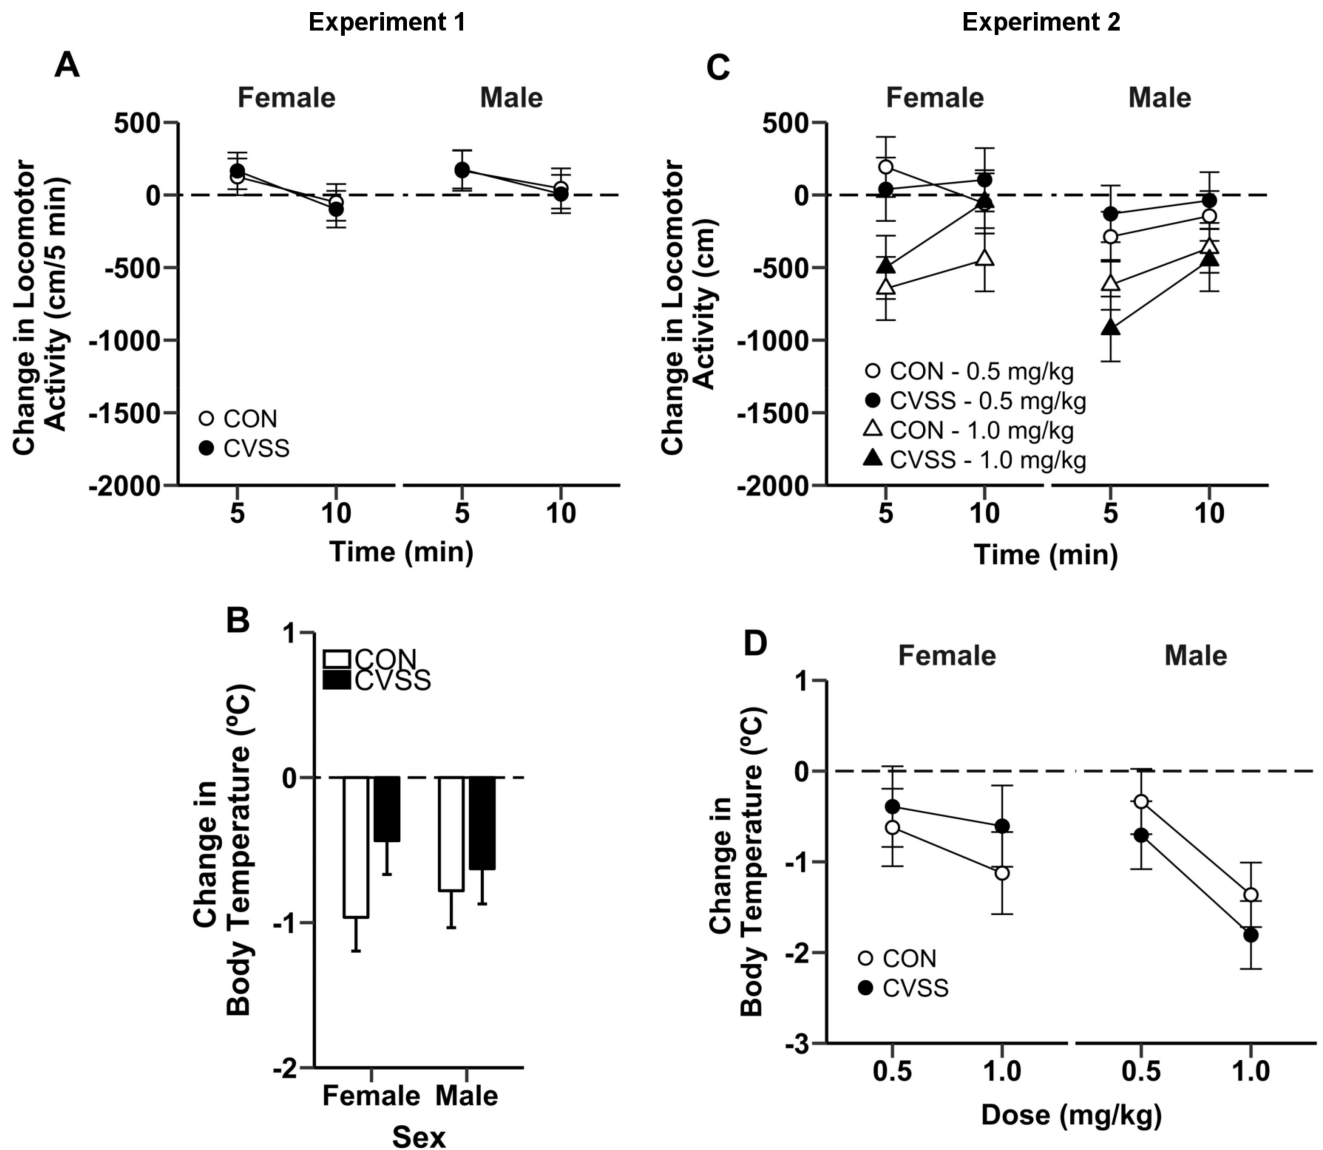 Experiment 1
Experiment 2
A
Female
Male
Change in Locomotor
Activity (cm/5 min)
500
0
-500
-1000
-1500
-2000
CON
CVSS
5
10
5
10
Time (min)
C
Female
Male
Change in Locomotor
Activity (cm)
500
0
-500
-1000
-1500
-2000
CON - 0.5 mg/kg
CVSS - 0.5 mg/kg
CON - 1.0 mg/kg
CVSS - 1.0 mg/kg
5
10
5
10
Time (min)
B
Change in
Body Temperature (ºC)
1
0
-1
-2
CON
CVSS
Female
Male
Sex
D
Female
Male
Change in
Body Temperature (ºC)
1
0
-1
-2
-3
CON
CVSS
0.5
1.0
0.5
1.0
Dose (mg/kg)